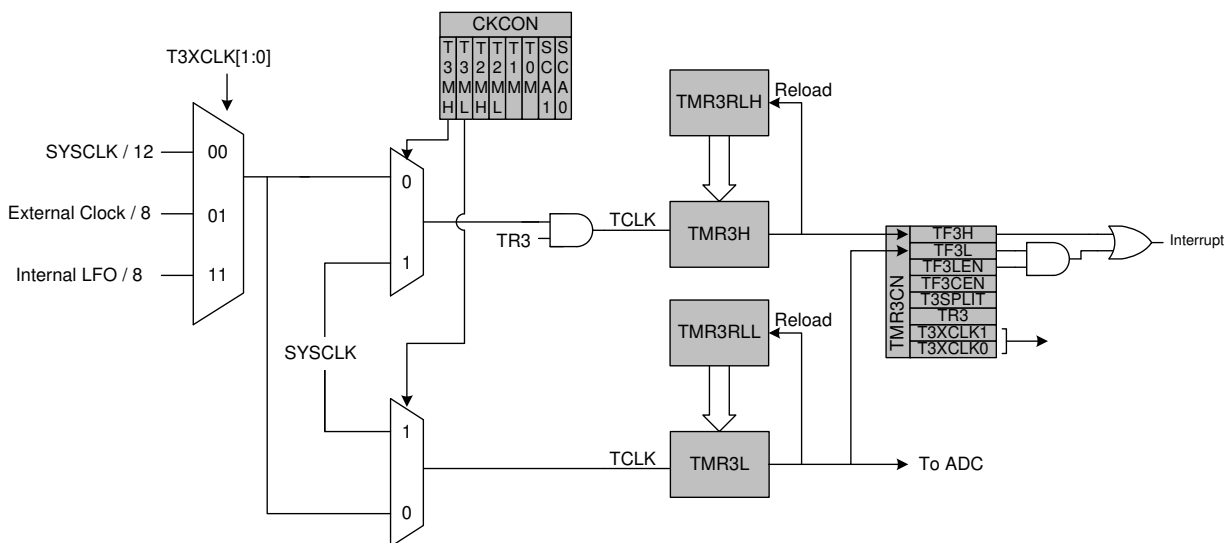 CKCON
T3MH
T3ML
T2MH
T2ML
T1M
T0M
SCA1
SCA0
T3XCLK[1:0]
SYSCLK / 12
00
External Clock / 8
01
Internal LFO / 8
11
0
1
SYSCLK
1
0
TR3
TCLK
TMR3RLH
Reload
TMR3H
TMR3RLL
Reload
TCLK
TMR3L
To ADC
TMR3CN
TF3H
TF3L
TF3LEN
TF3CEN
T3SPLIT
TR3
T3XCLK1
T3XCLK0
Interrupt